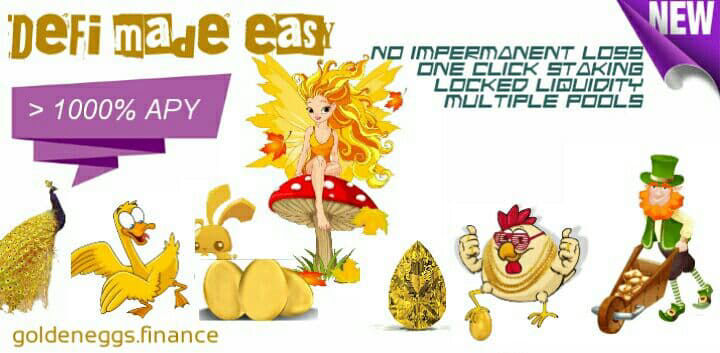 Defi made easy
NEW
NO IMPERMANENT LOSS
ONE CLICK STAKING
LOCKED LIQUIDITY
MULTIPLE POOLS
> 1000% APY
goldeneggs.finance